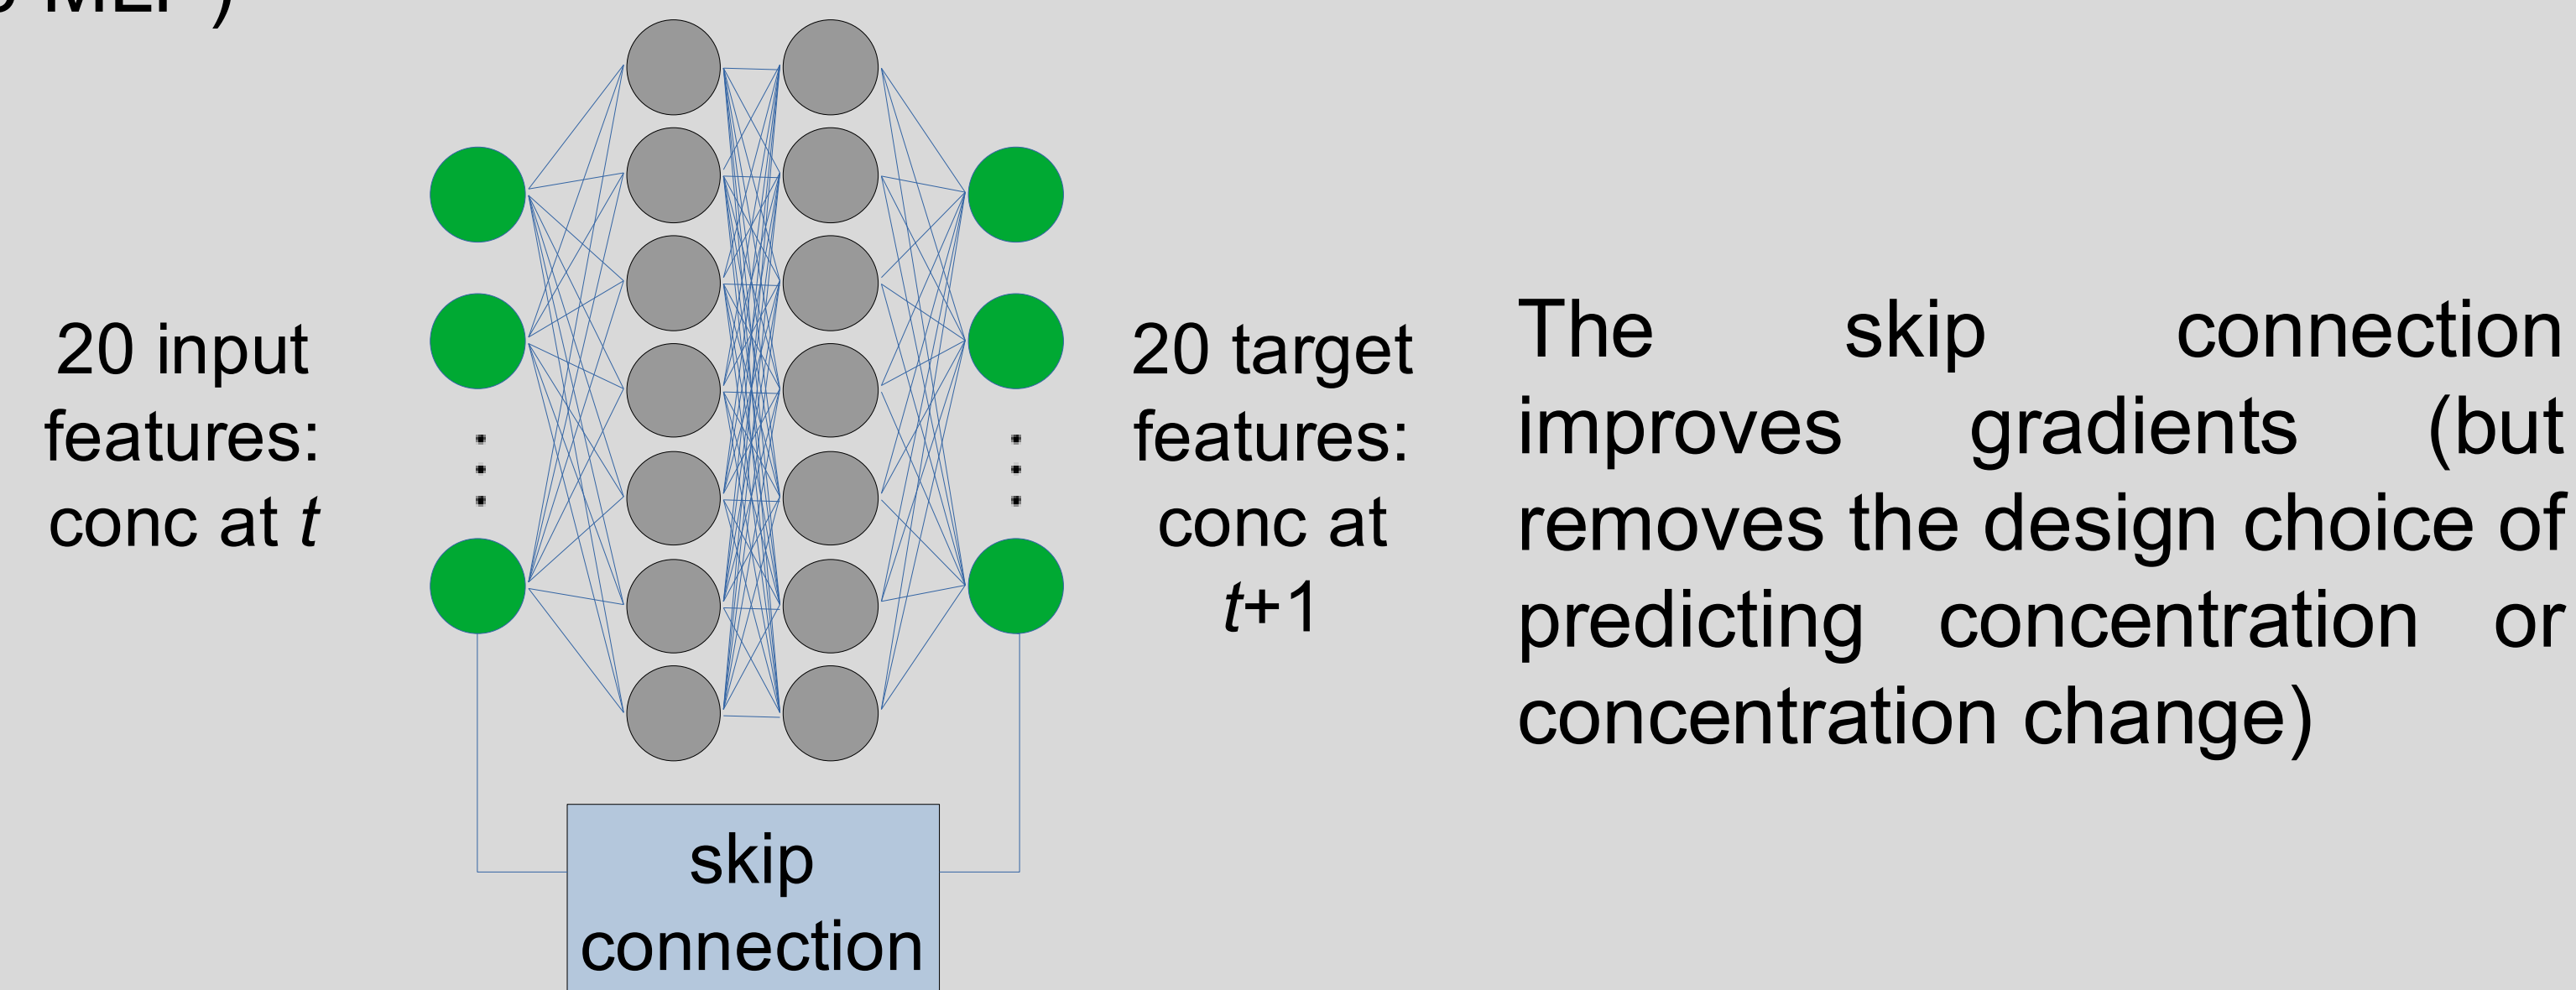 MLP)
20 input
features:
conc at t
20 target
features:
conc at
t+1
The skip connection
improves gradients (but
removes the design choice of
predicting concentration or
concentration change)
skip
connection